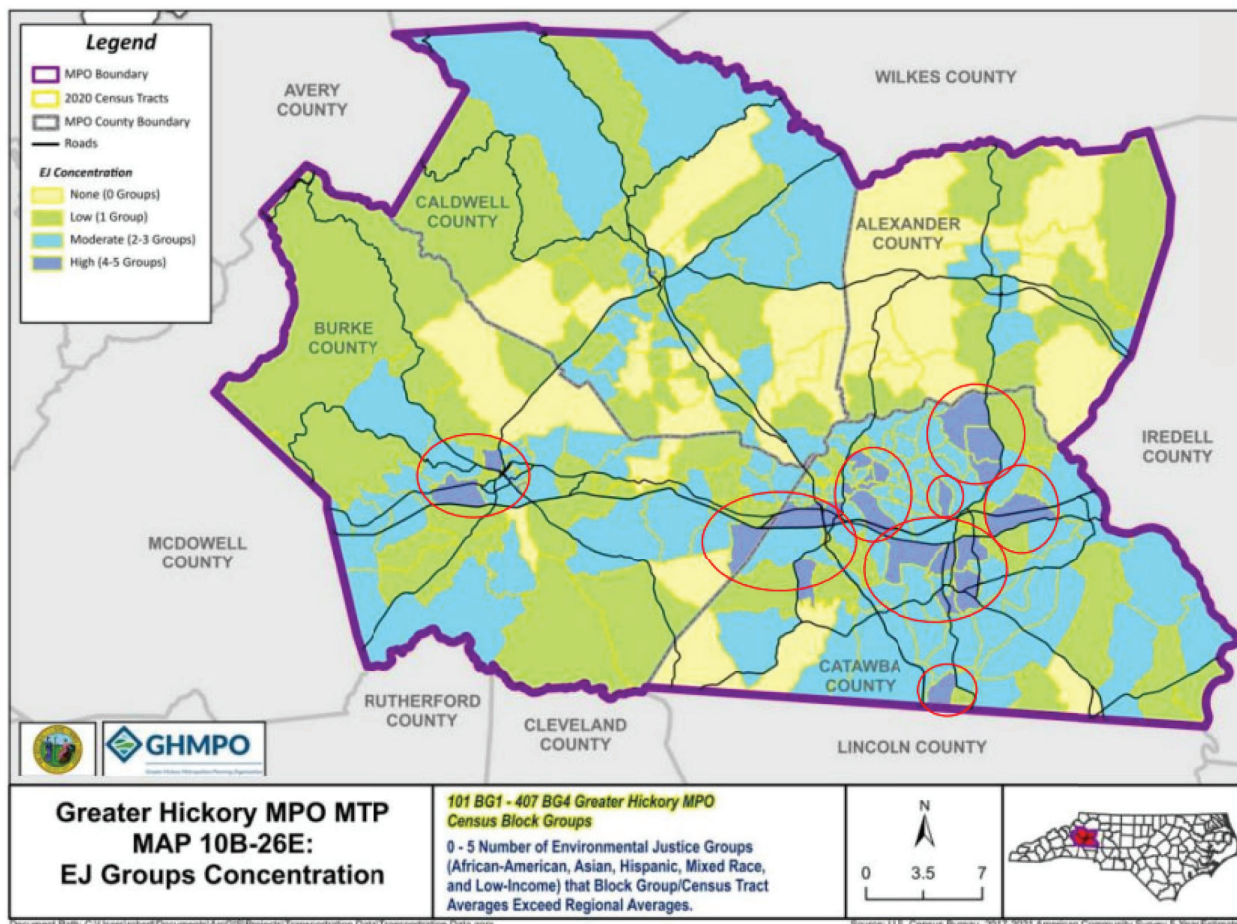 Legend
MPO Boundary
2020 Census Tracts
MPO County Boundary
Roads
EJ Concentration
None (0 Groups)
Low (1 Group)
Moderate (2-3 Groups)
High (4-5 Groups)
AVERY
COUNTY
WILKES COUNTY
CALDWELL
COUNTY
ALEXANDER
COUNTY
BURKE
COUNTY
IREDELL
COUNTY
MCDOWELL
COUNTY
CATAWBA
COUNTY
RUTHERFORD
COUNTY
CLEVELAND
COUNTY
LINCOLN COUNTY
GHMPO
Greater Hickory Metropolitan Planning Organization
Greater Hickory MPO MTP
MAP 10B-26E:
EJ Groups Concentration
101 BG1 - 407 BG4 Greater Hickory MPO
Census Block Groups
0 - 5 Number of Environmental Justice Groups
(African-American, Asian, Hispanic, Mixed Race,
and Low-Income) that Block Group/Census Tract
Averages Exceed Regional Averages.
N
0 3.5 7